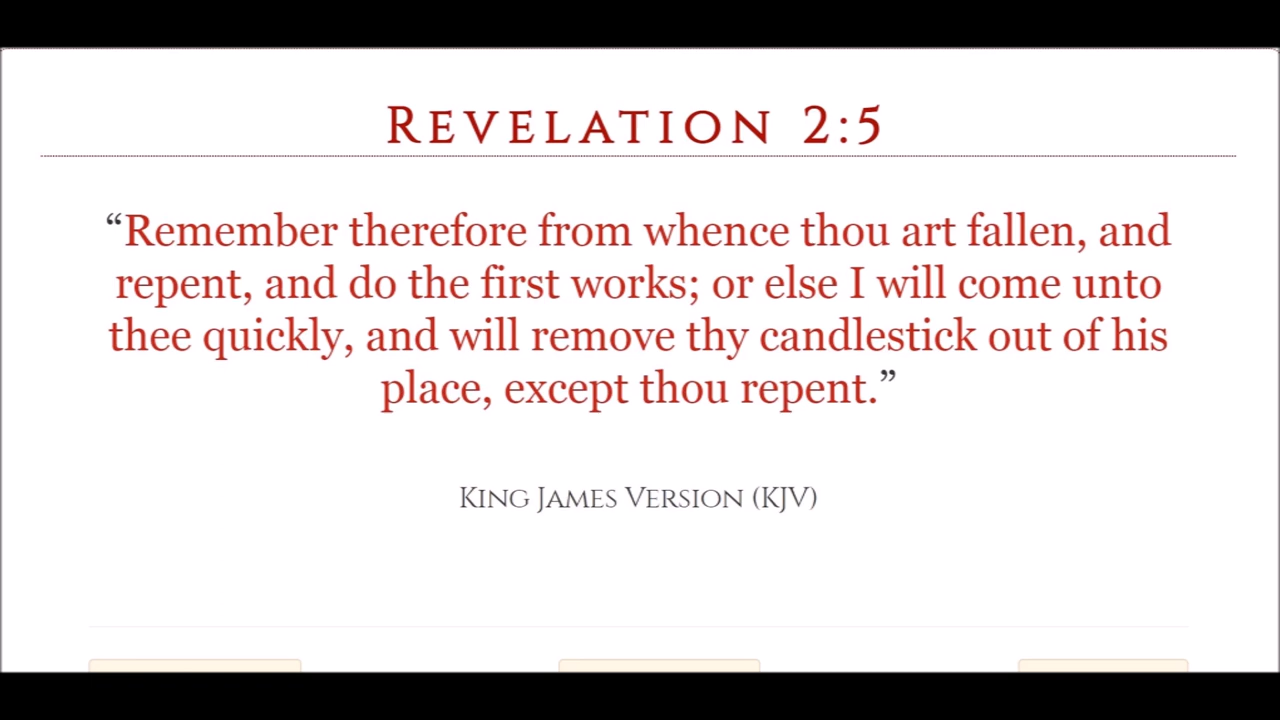 Revelation 2:5
“Remember therefore from whence thou art fallen, and
repent, and do the first works; or else I will come unto
thee quickly, and will remove thy candlestick out of his
place, except thou repent.”
King James Version (KJV)